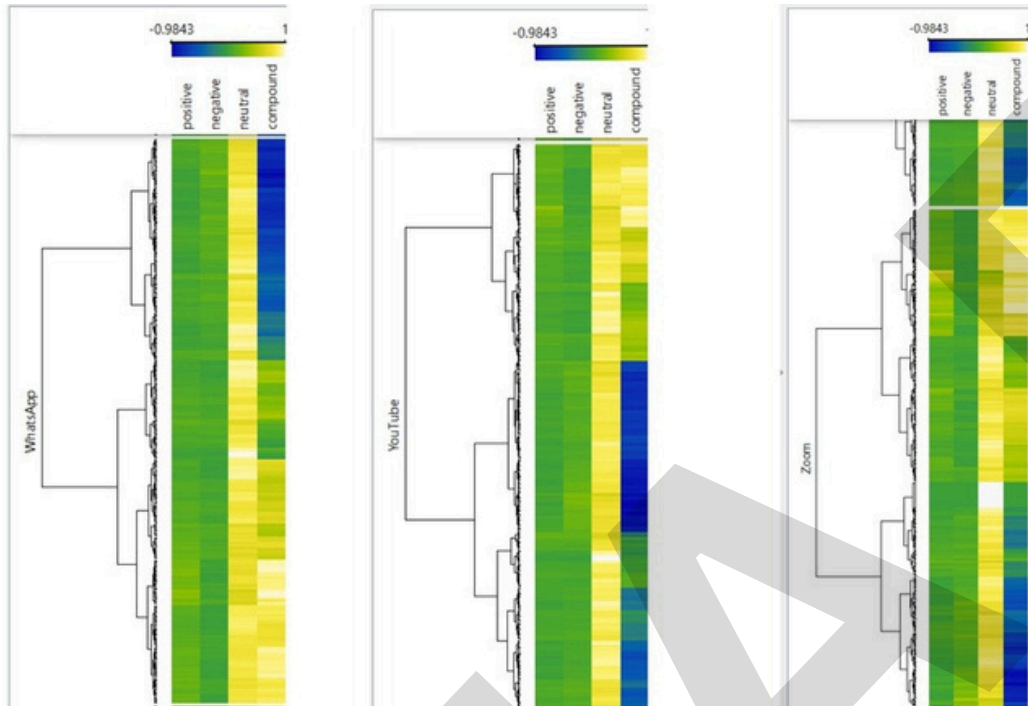 -0.9843 1
positive
negative
neutral
compound
WhatsApp
-0.9843
positive
negative
neutral
compound
YouTube
-0.9843 1
positive
negative
neutral
compound
Zoom